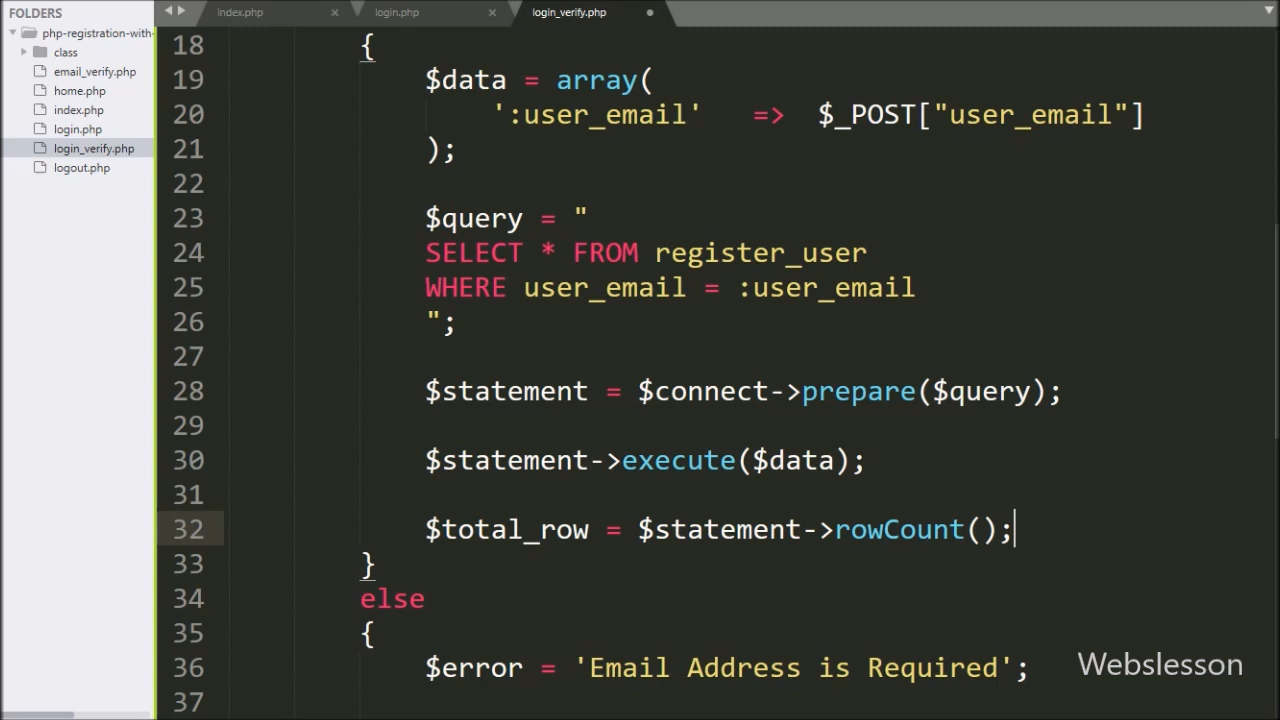 FOLDERS
php-registration-with-
class
email_verify.php
home.php
index.php
login.php
login_verify.php
logout.php
index.php × login.php × login_verify.php
18 {
19 $data = array(
20 ':user_email' => $_POST["user_email"]
21 );
22
23 $query = "
24 SELECT * FROM register_user
25 WHERE user_email = :user_email
26 ";
27
28 $statement = $connect->prepare($query);
29
30 $statement->execute($data);
31
32 $total_row = $statement->rowCount();
33 }
34 else
35 {
36 $error = 'Email Address is Required';
37
Webslesson